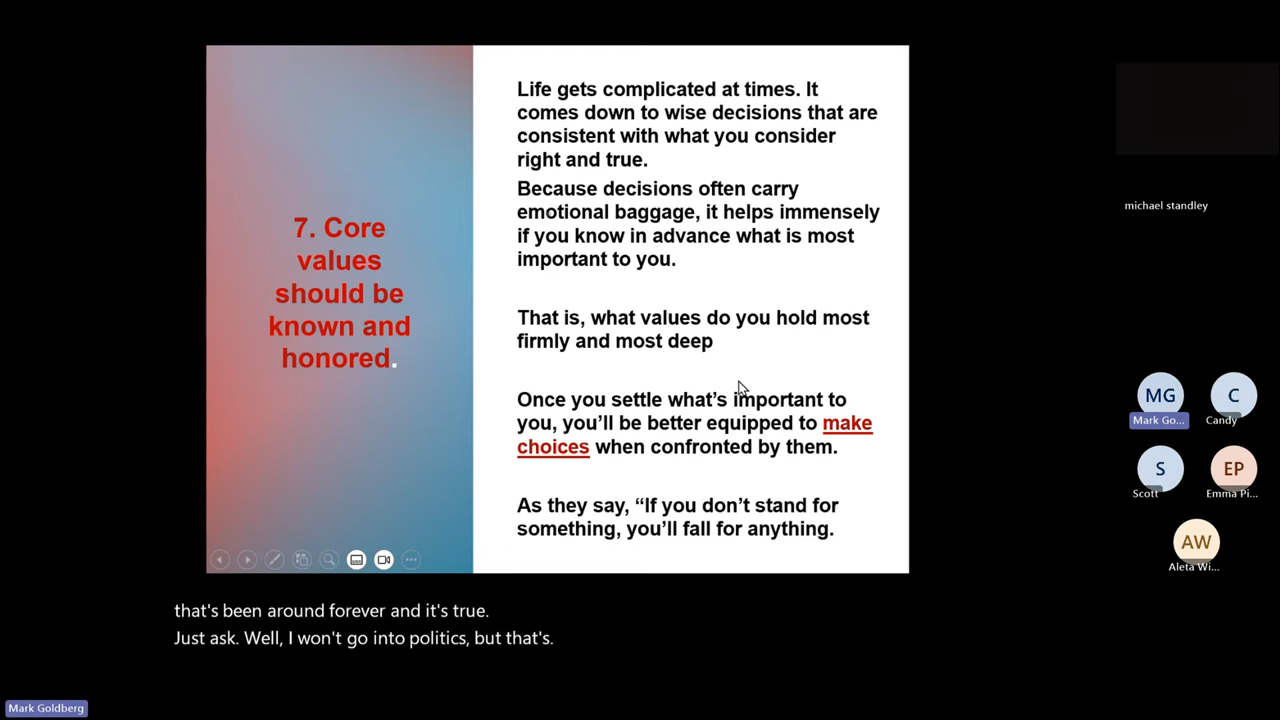 7. Core
values
should be
known and
honored.
Life gets complicated at times. It
comes down to wise decisions that are
consistent with what you consider
right and true.
Because decisions often carry
emotional baggage, it helps immensely
if you know in advance what is most
important to you.
That is, what values do you hold most
firmly and most deep
Once you settle what’s important to
you, you’ll be better equipped to make
choices when confronted by them.
As they say, “If you don’t stand for
something, you’ll fall for anything.
michael standley
MG
Mark Go...
C
Candy
S
Scott
EP
Emma Pi...
AW
Aleta Wi...
that's been around forever and it's true.
Just ask. Well, I won't go into politics, but that's.
Mark Goldberg